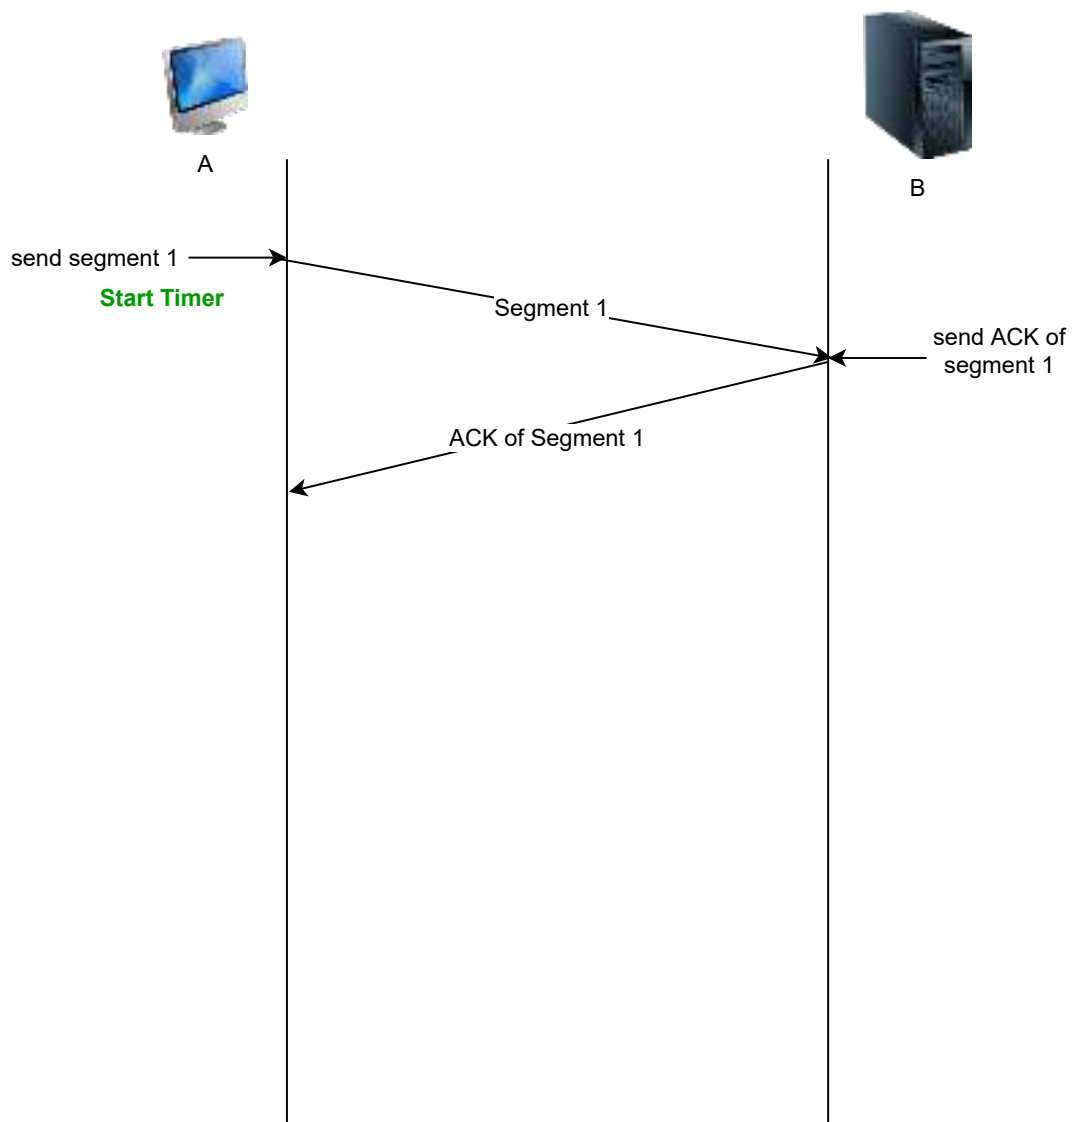 A
B
send segment 1
Start Timer
Segment 1
send ACK of
segment 1
ACK of Segment 1